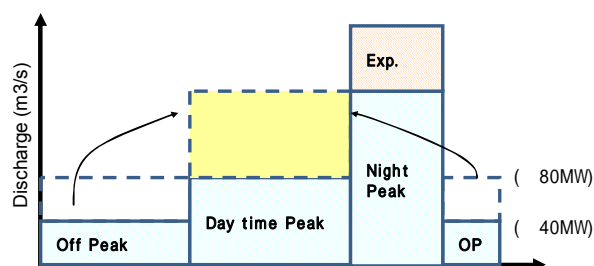 Discharge (m3/s)
Exp.
Night
Peak
( 80MW)
Day time Peak
( 40MW)
Off Peak
OP